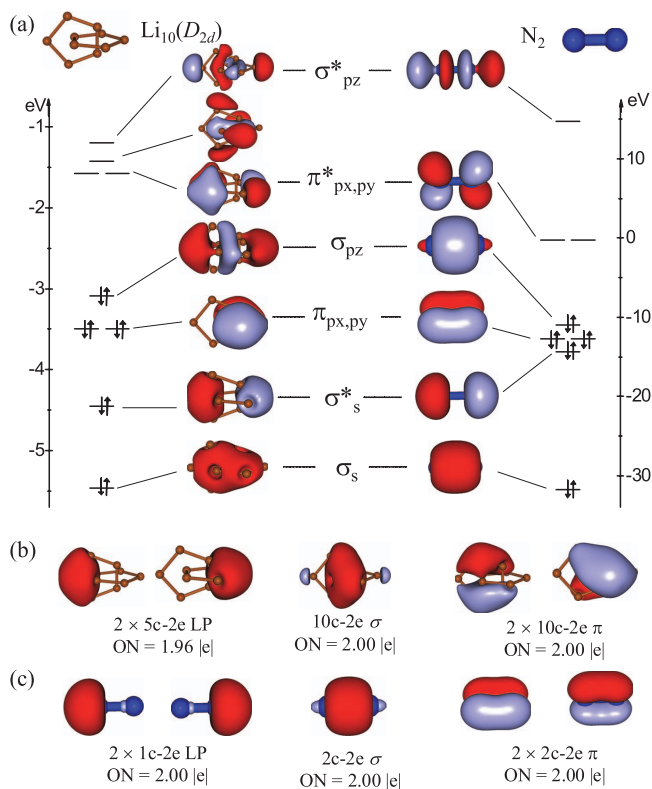 (a)
Li10(D2d)
N2
eV
eV
σ*pz
-1
10
π*px,py
-2
0
σpz
-3
-10
πpx,py
-4
σ*s
-20
-5
σs
-30
(b)
2 × 5c-2e LP
10c-2e σ
2 × 10c-2e π
ON = 1.96 |e|
ON = 2.00 |e|
ON = 2.00 |e|
(c)
2 × 1c-2e LP
2c-2e σ
2 × 2c-2e π
ON = 2.00 |e|
ON = 2.00 |e|
ON = 2.00 |e|